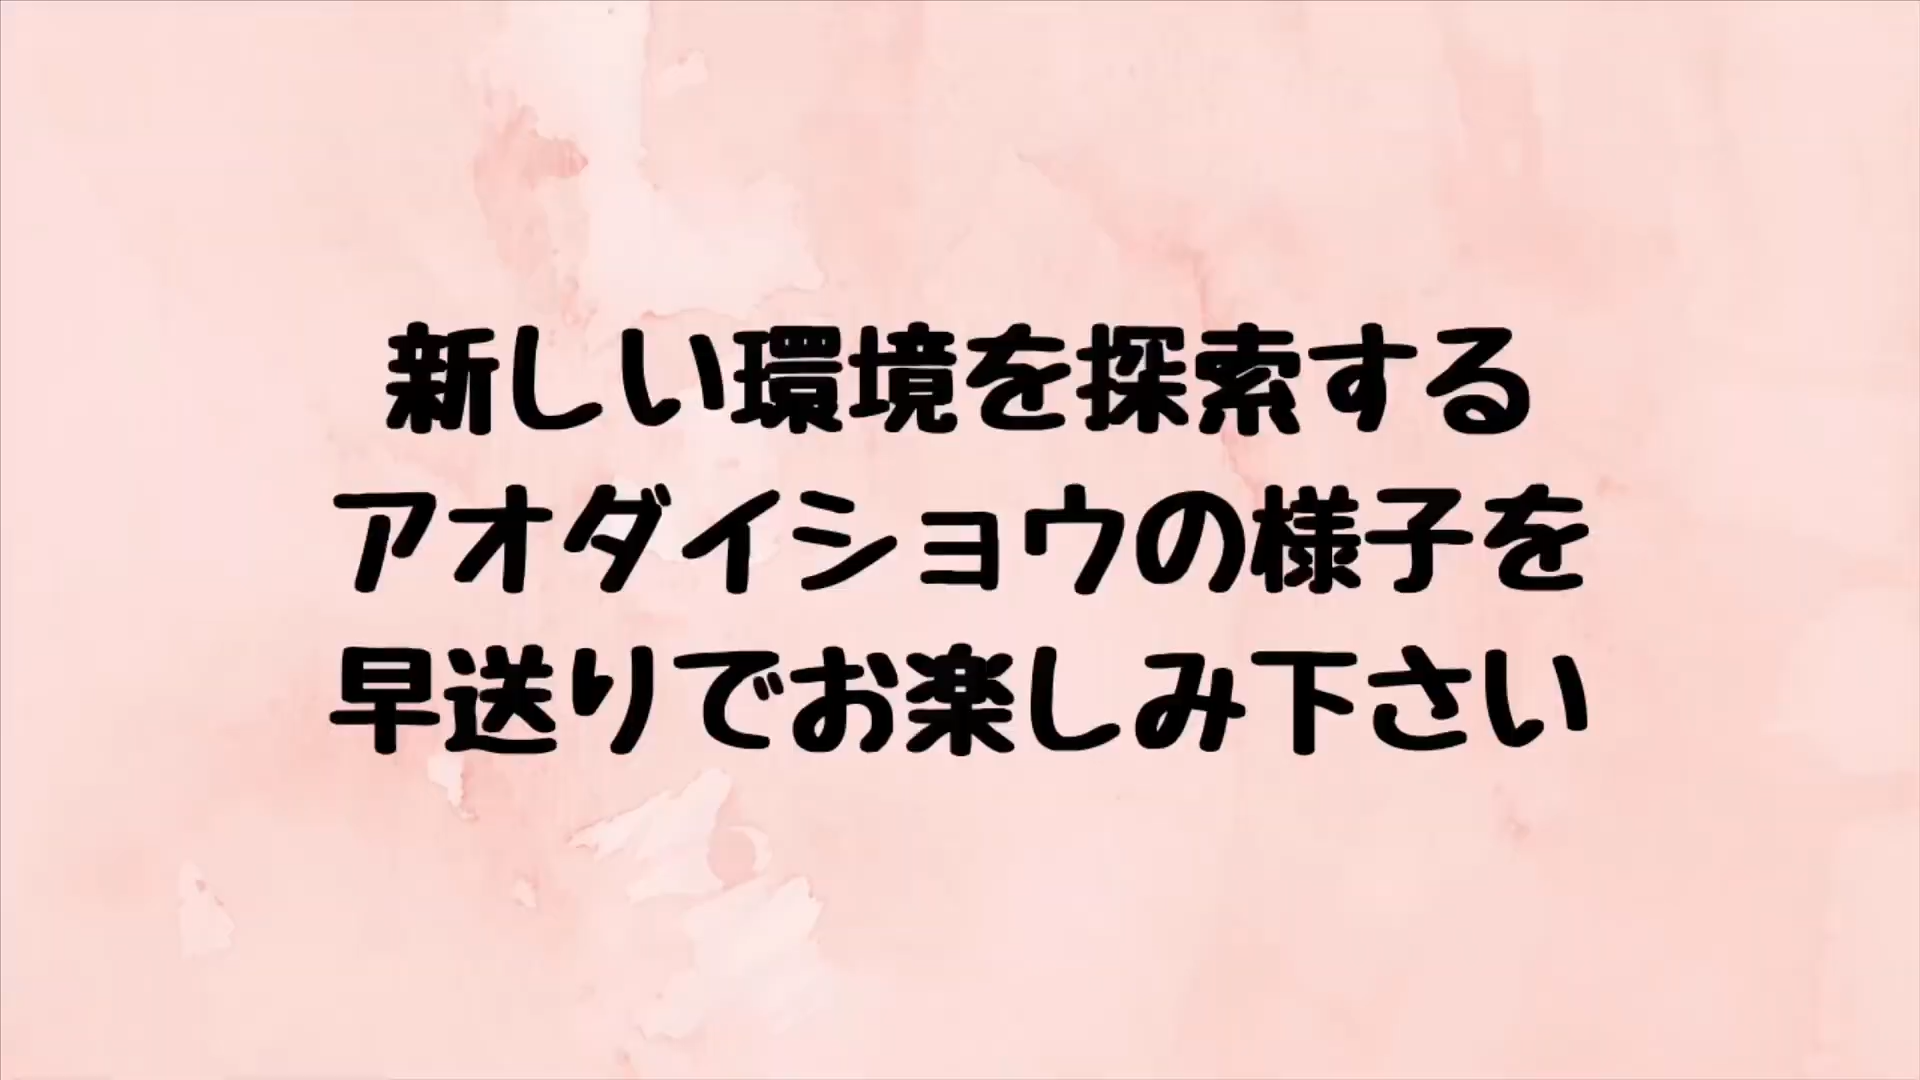 新しい環境を探索する
アオダイショウの様子を
早送りでお楽しみ下さい